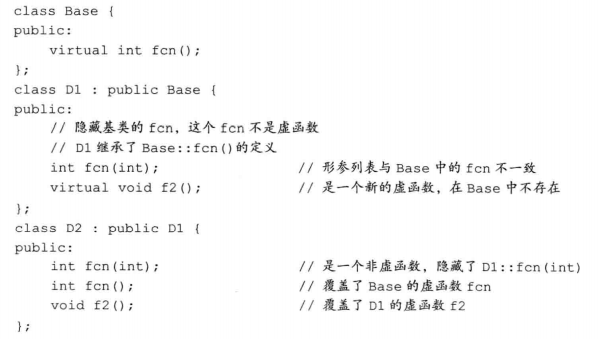 class Base {
public:
    virtual int fcn();
};
class D1 : public Base {
public:
    // 隐藏基类的 fcn，这个 fcn 不是虚函数
    // D1 继承了 Base::fcn()的定义
    int fcn(int);                // 形参列表与 Base 中的 fcn 不一致
    virtual void f2();           // 是一个新的虚函数，在 Base 中不存在
};
class D2 : public D1 {
public:
    int fcn(int);                // 是一个非虚函数，隐藏了 D1::fcn(int)
    int fcn();                   // 覆盖了 Base 的虚函数 fcn
    void f2();                   // 覆盖了 D1 的虚函数 f2
};